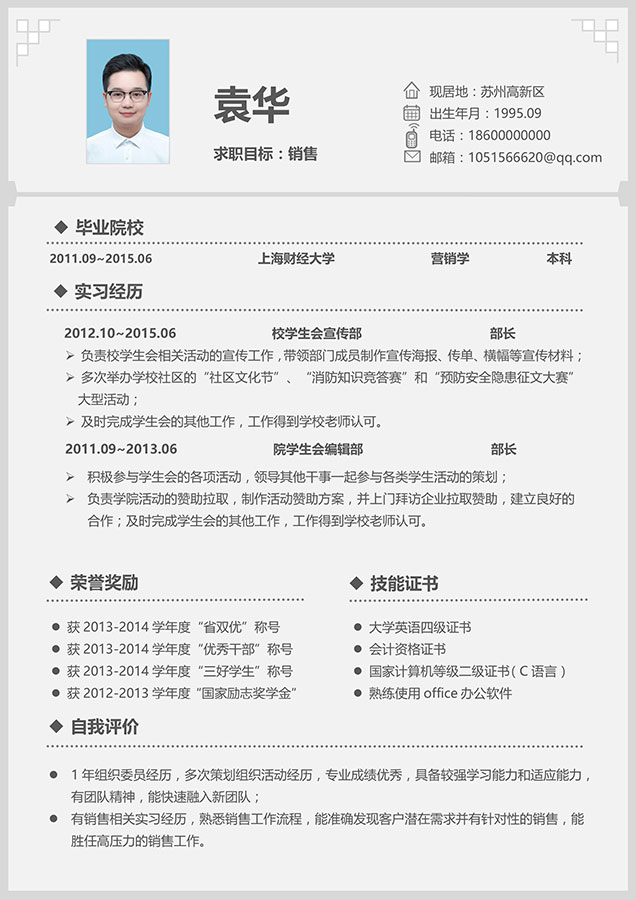 袁华
求职目标：销售
现居地：苏州高新区
出生年月：1995.09
电话：18600000000
邮箱：1051566620@qq.com
毕业院校
2011.09~2015.06 上海财经大学 营销学 本科
实习经历
2012.10~2015.06 校学生会宣传部 部长
负责校学生会相关活动的宣传工作，带领部门成员制作宣传海报、传单、横幅等宣传材料；
多次举办学校社区的“社区文化节”、“消防知识竞答赛”和“预防安全隐患征文大赛”
大型活动；
及时完成学生会的其他工作，工作得到学校老师认可。
2011.09~2013.06 院学生会编辑部 部长
积极参与学生会的各项活动，领导其他干事一起参与各类学生活动的策划；
负责学院活动的赞助拉取，制作活动赞助方案，并上门拜访企业拉取赞助，建立良好的
合作；及时完成学生会的其他工作，工作得到学校老师认可。
荣誉奖励
获 2013-2014 学年度“省双优”称号
获 2013-2014 学年度“优秀干部”称号
获 2013-2014 学年度“三好学生”称号
获 2012-2013 学年度“国家励志奖学金”
技能证书
大学英语四级证书
会计资格证书
国家计算机等级二级证书（C 语言）
熟练使用 office 办公软件
自我评价
1 年组织委员经历，多次策划组织活动经历，专业成绩优秀，具备较强学习能力和适应能力，
有团队精神，能快速融入新团队；
有销售相关实习经历，熟悉销售工作流程，能准确发现客户潜在需求并有针对性的销售，能
胜任高压力的销售工作。